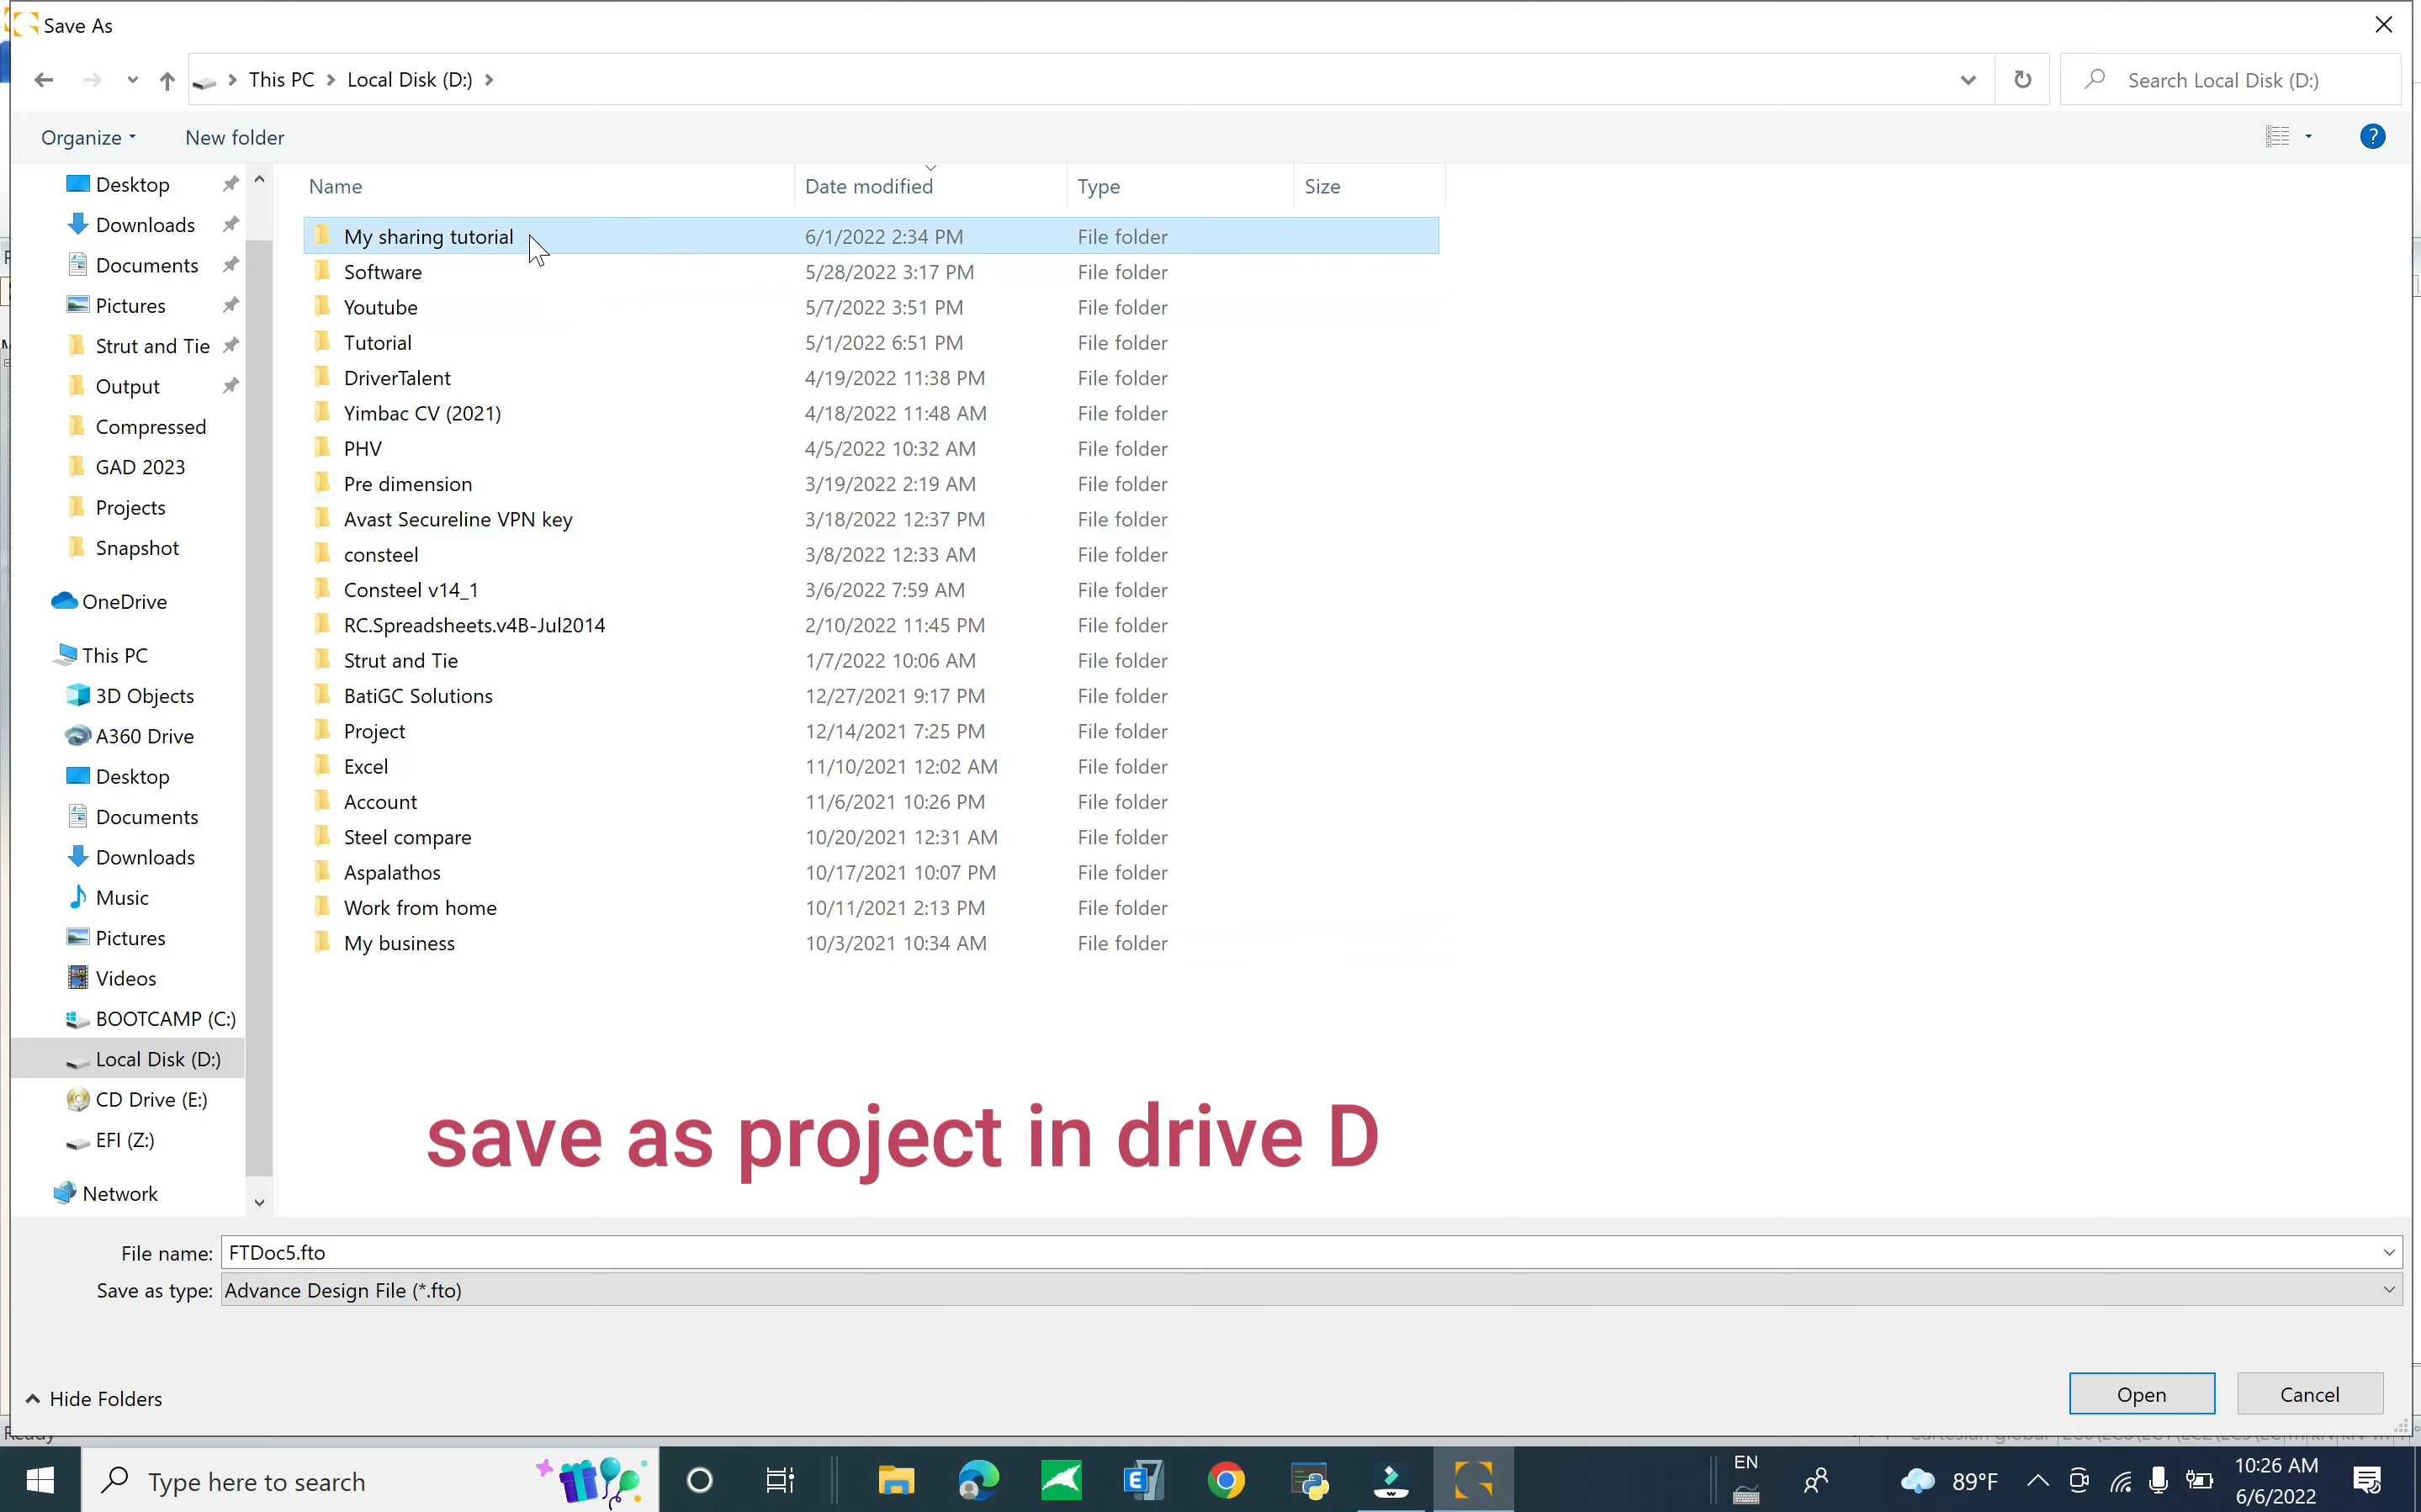 Save As
This PC > Local Disk (D:) >
Search Local Disk (D:)
Organize
New folder
Name Date modified Type Size
Desktop
Downloads
Documents
Pictures
Strut and Tie
Output
Compressed
GAD 2023
Projects
Snapshot
OneDrive
This PC
3D Objects
A360 Drive
Desktop
Documents
Downloads
Music
Pictures
Videos
BOOTCAMP (C:)
Local Disk (D:)
CD Drive (E:)
EFI (Z:)
Network
My sharing tutorial 6/1/2022 2:34 PM File folder
Software 5/28/2022 3:17 PM File folder
Youtube 5/7/2022 3:51 PM File folder
Tutorial 5/1/2022 6:51 PM File folder
DriverTalent 4/19/2022 11:38 PM File folder
Yimbac CV (2021) 4/18/2022 11:48 AM File folder
PHV 4/5/2022 10:32 AM File folder
Pre dimension 3/19/2022 2:19 AM File folder
Avast Secureline VPN key 3/18/2022 12:37 PM File folder
consteel 3/8/2022 12:33 AM File folder
Consteel v14_1 3/6/2022 7:59 AM File folder
RC.Spreadsheets.v4B-Jul2014 2/10/2022 11:45 PM File folder
Strut and Tie 1/7/2022 10:06 AM File folder
BatiGC Solutions 12/27/2021 9:17 PM File folder
Project 12/14/2021 7:25 PM File folder
Excel 11/10/2021 12:02 AM File folder
Account 11/6/2021 10:26 PM File folder
Steel compare 10/20/2021 12:31 AM File folder
Aspalathos 10/17/2021 10:07 PM File folder
Work from home 10/11/2021 2:13 PM File folder
My business 10/3/2021 10:34 AM File folder
save as project in drive D
File name: FTDoc5.fto
Save as type: Advance Design File (*.fto)
Hide Folders
Open
Cancel
Type here to search
EN
89°F
10:26 AM
6/6/2022